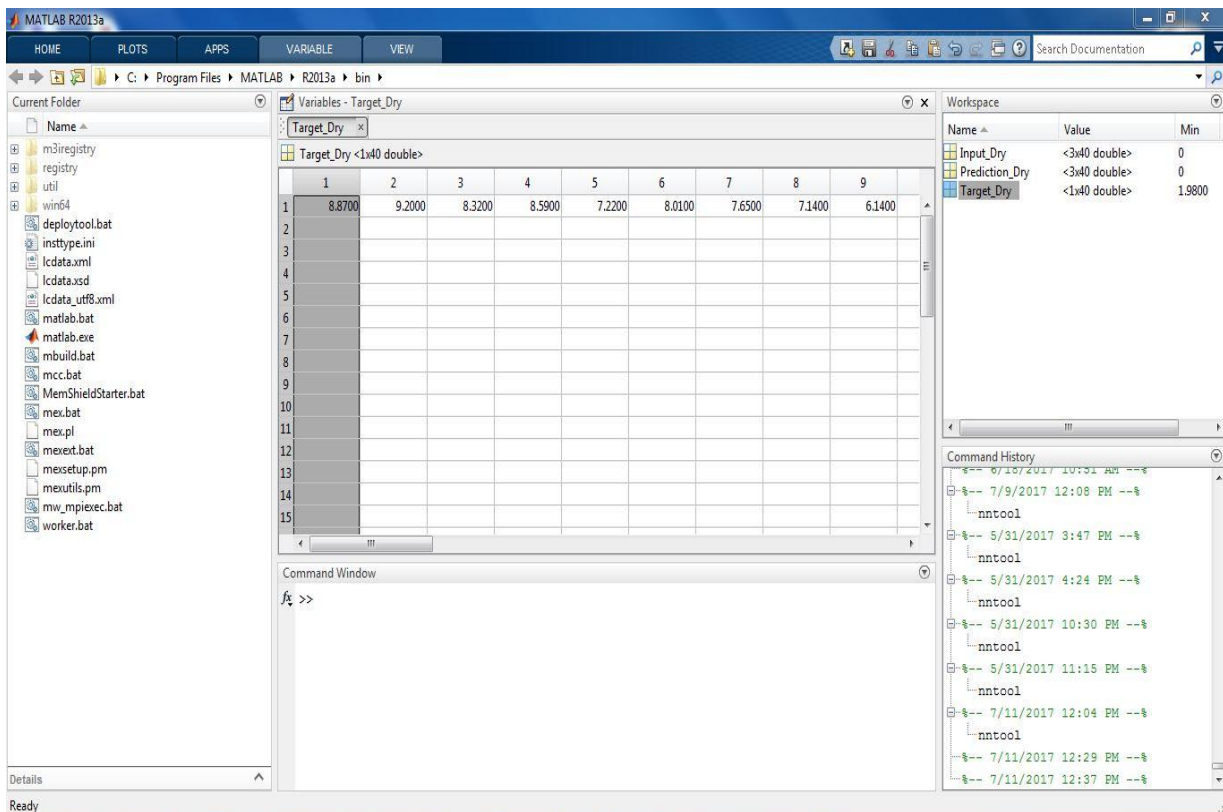 MATLAB R2013a
HOME PLOTS APPS VARIABLE VIEW Search Documentation
C: Program Files MATLAB R2013a bin
Current Folder
Name
m3iregistry
registry
util
win64
deploytool.bat
insttype.ini
lcdata.xml
lcdata.xsd
lcdata_utf8.xml
matlab.bat
matlab.exe
mbuild.bat
mcc.bat
MemShieldStarter.bat
mex.bat
mex.pl
mexext.bat
mexsetup.pm
mexutils.pm
mw_mpiexec.bat
worker.bat
Details
Ready
Variables - Target_Dry
Target_Dry
Target_Dry <1x40 double>
1 2 3 4 5 6 7 8 9
1 8.8700 9.2000 8.3200 8.5900 7.2200 8.0100 7.6500 7.1400 6.1400
2
3
4
5
6
7
8
9
10
11
12
13
14
15
Command Window
fx >>
Workspace
Name Value Min
Input_Dry <3x40 double> 0
Prediction_Dry <3x40 double> 0
Target_Dry <1x40 double> 1.9800
Command History
%-- 6/18/2017 10:51 AM --%
%-- 7/9/2017 12:08 PM --%
nntool
%-- 5/31/2017 3:47 PM --%
nntool
%-- 5/31/2017 4:24 PM --%
nntool
%-- 5/31/2017 10:30 PM --%
nntool
%-- 5/31/2017 11:15 PM --%
nntool
%-- 7/11/2017 12:04 PM --%
nntool
%-- 7/11/2017 12:29 PM --%
%-- 7/11/2017 12:37 PM --%